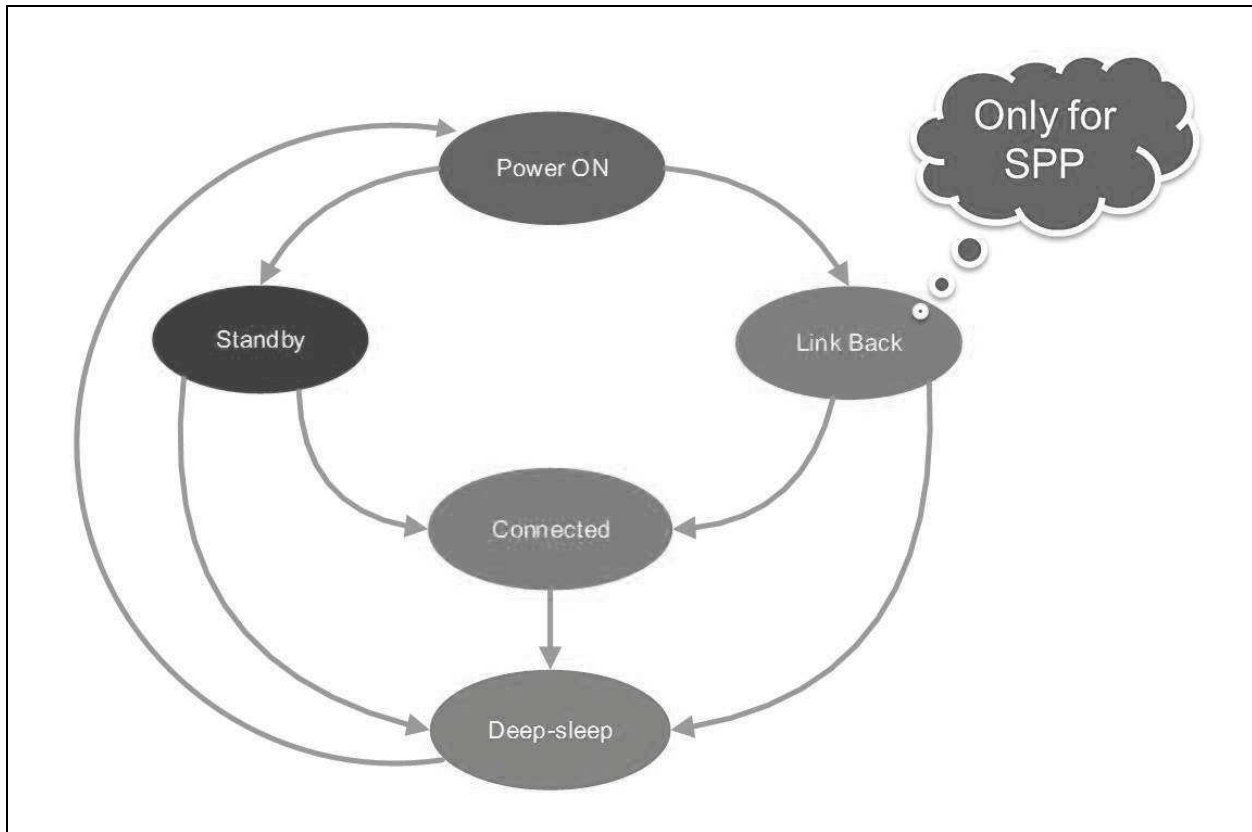 Power ON
Only for
SPP
Standby
Link Back
Connected
Deep-sleep